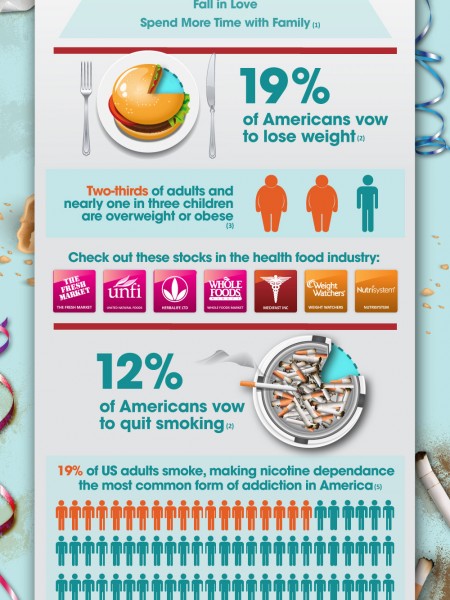 Fall in Love
Spend More Time with Family (1)
19%
of Americans vow
to lose weight (2)
Two-thirds of adults and
nearly one in three children
are overweight or obese
(3)
Check out these stocks in the health food industry:
THE
FRESH
MARKET
THE FRESH MARKET
unfi
UNITED NATURAL FOODS
HERBALIFE LTD
WHOLE
FOODS
MARKET
WHOLE FOODS MARKET
MEDIFAST INC
WeightWatchers
WEIGHT WATCHERS
Nutrisystem
NUTRISYSTEM
12%
of Americans vow
to quit smoking (2)
19% of US adults smoke, making nicotine dependance
the most common form of addiction in America (5)